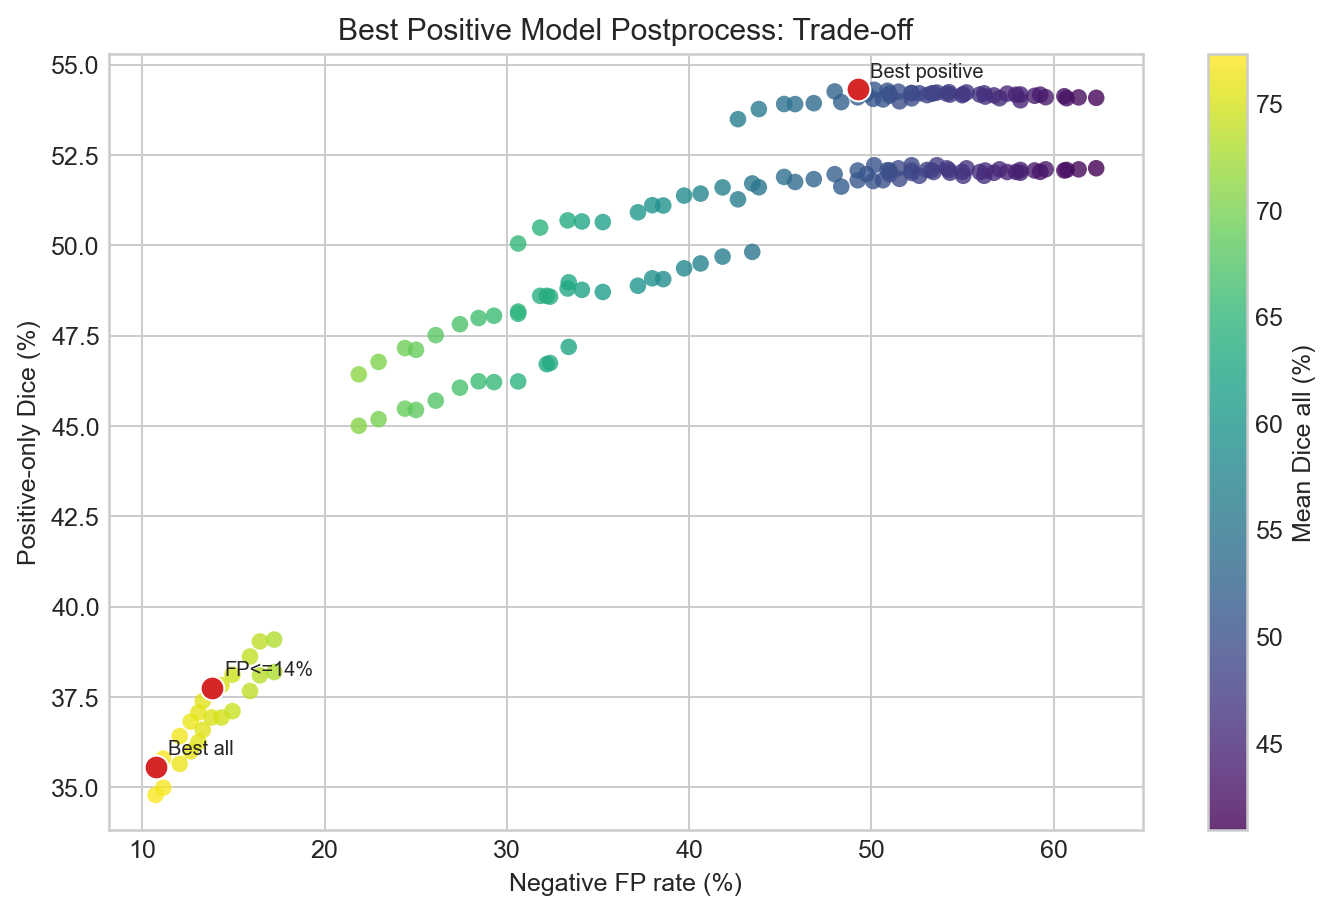 Best Positive Model Postprocess: Trade-off
Positive-only Dice (%)
55.0
52.5
50.0
47.5
45.0
42.5
40.0
37.5
35.0
Best positive
FP<=14%
Best all
10 20 30 40 50 60
Negative FP rate (%)
75
70
65
60
55
50
45
Mean Dice all (%)